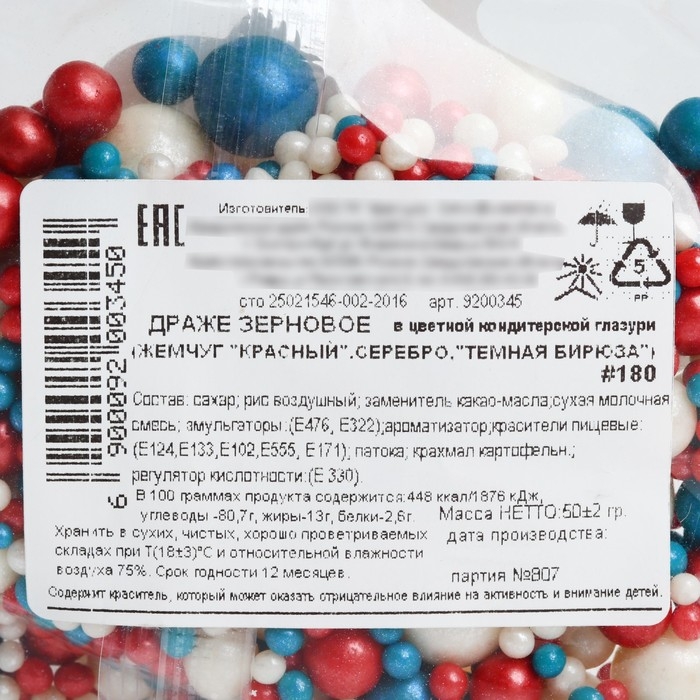 EAC
Изготовитель:
5
PP
сто 25021546-002-2016 арт. 9200345
ДРАЖЕ ЗЕРНОВОЕ в цветной кондитерской глазури
(ЖЕМЧУГ "КРАСНЫЙ".СЕРЕБРО."ТЕМНАЯ БИРЮЗА")
#180
Состав: сахар; рис воздушный; заменитель какао-масла;сухая молочная
смесь; эмульгаторы:(Е476, Е322);ароматизатор;красители пищевые:
(Е124,Е133,Е102,Е555, Е171); патока; крахмал картофельн.;
регулятор кислотности:(Е 330).
В 100 граммах продукта содержится:448 ккал/1876 кДж,
углеводы -80,7г, жиры-13г, белки-2,6г.
Масса НЕТТО:50±2 гр.
Хранить в сухих, чистых, хорошо проветриваемых
складах при Т(18±3)°С и относительной влажности
воздуха 75%. Срок годности 12 месяцев.
дата производства:
партия №807
Содержит краситель, который может оказать отрицательное влияние на активность и внимание детей.
6 900092 003450